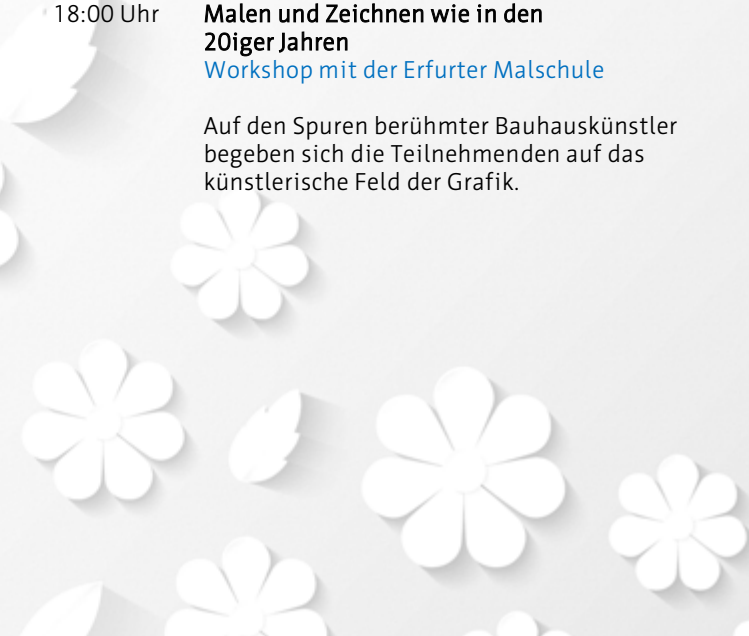 18:00 Uhr Malen und Zeichnen wie in den
20iger Jahren
Workshop mit der Erfurter Malschule
Auf den Spuren berühmter Bauhauskünstler
begeben sich die Teilnehmenden auf das
künstlerische Feld der Grafik.